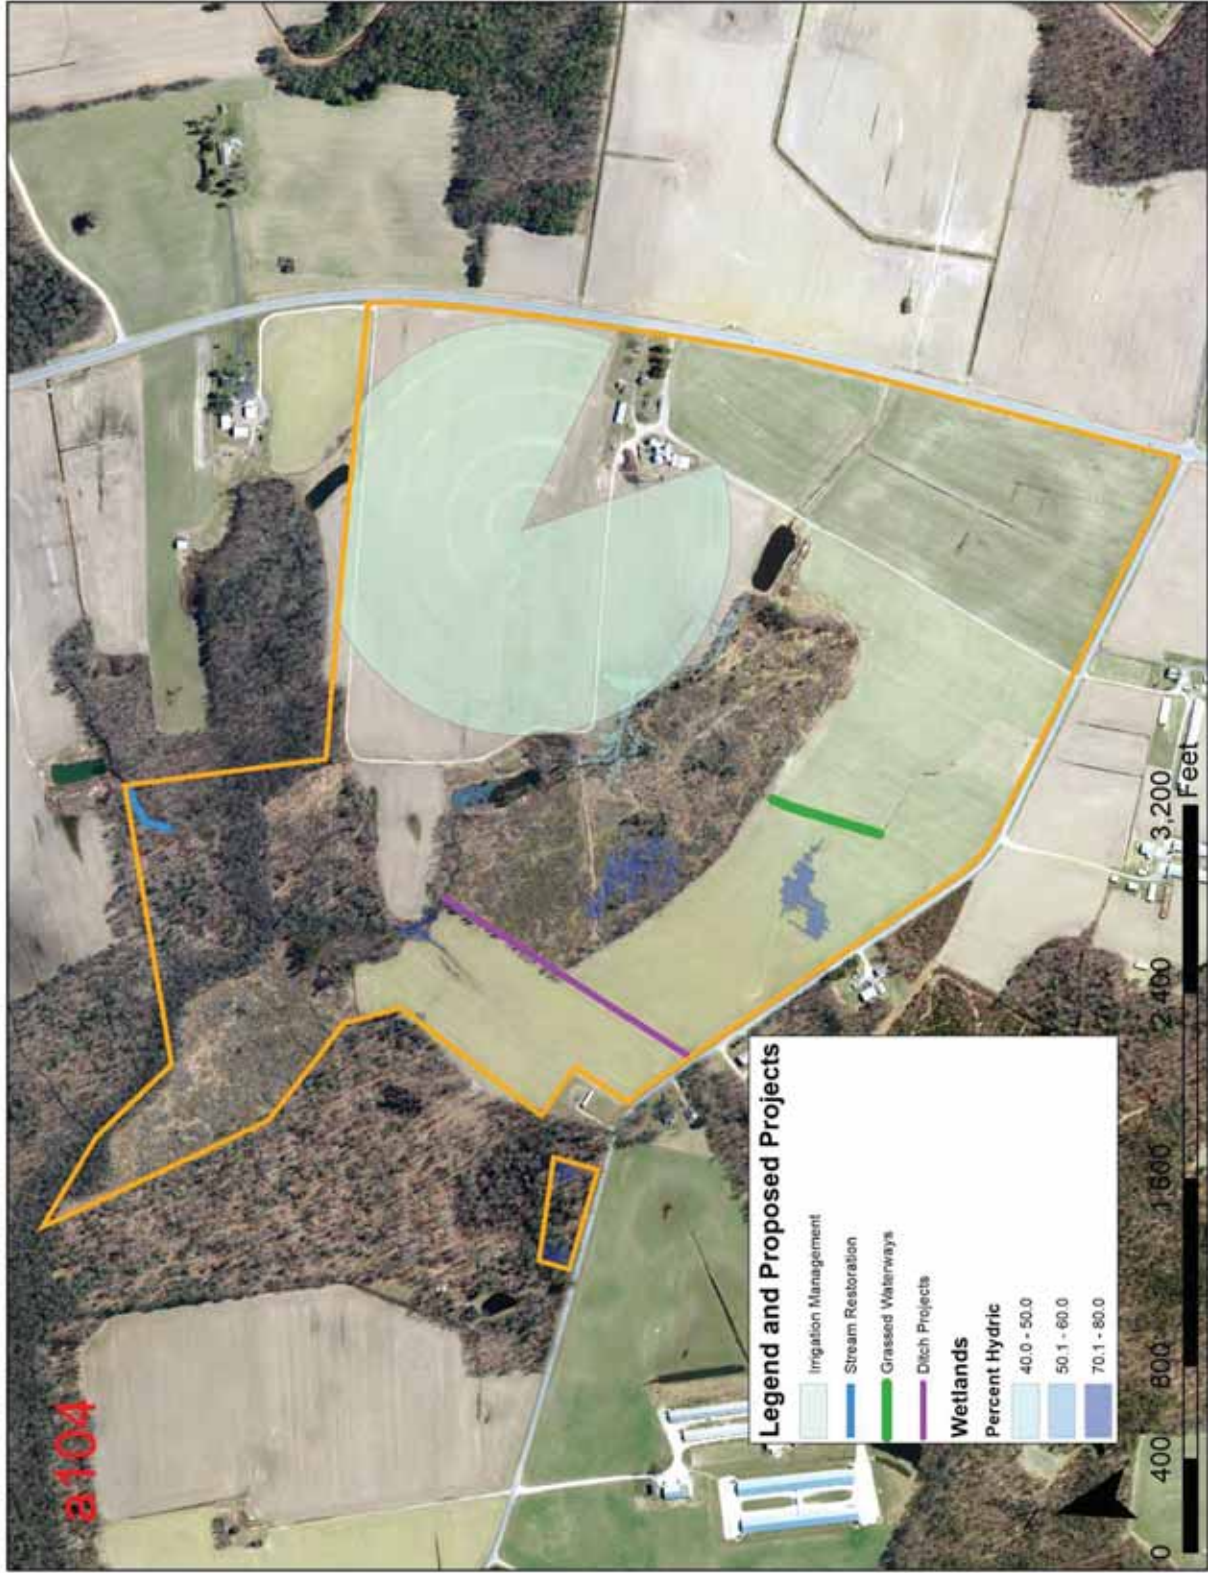 a104
Legend and Proposed Projects
Irrigation Management
Stream Restoration
Grassed Waterways
Ditch Projects
Wetlands
Percent Hydric
40.0 - 50.0
50.1 - 60.0
70.1 - 80.0
0 400 800 1,600 2,400 3,200
Feet